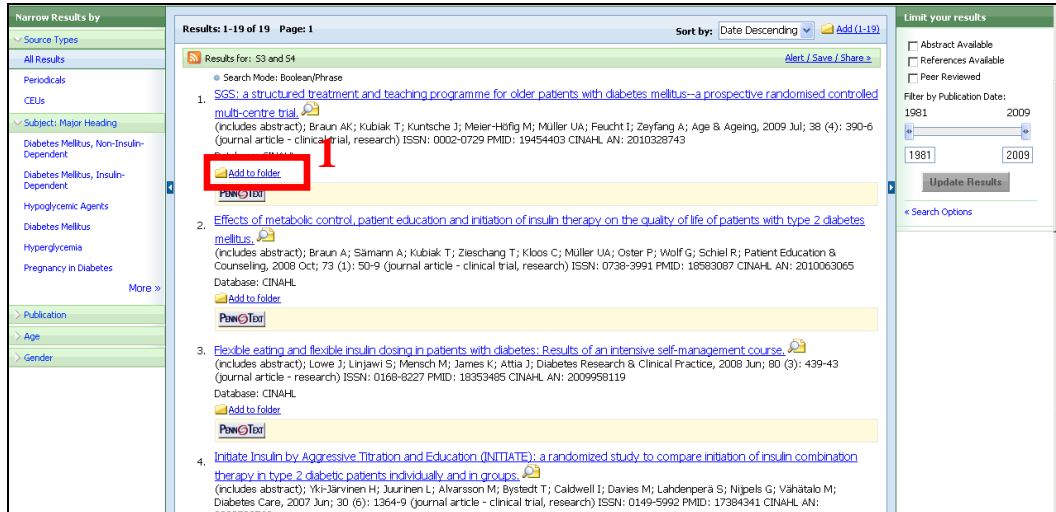 Narrow Results by
Source Types
All Results
Periodicals
CEUs
Subject: Major Heading
Diabetes Mellitus, Non-Insulin-
Dependent
Diabetes Mellitus, Insulin-
Dependent
Hypoglycemic Agents
Diabetes Mellitus
Hyperglycemia
Pregnancy in Diabetes
More »
Publication
Age
Gender
Results: 1-19 of 19 Page: 1
Sort by: Date Descending Add (1-19)
Results for: S3 and S4
Alert / Save / Share »
Search Mode: Boolean/Phrase
1. SGS: a structured treatment and teaching programme for older patients with diabetes mellitus--a prospective randomised controlled
multi-centre trial.
(includes abstract); Braun AK; Kubiak T; Kuntsche J; Meier-Höfig M; Müller UA; Feucht I; Zeyfang A; Age & Ageing, 2009 Jul; 38 (4): 390-6
(journal article - clinical trial, research) ISSN: 0002-0729 PMID: 19454403 CINAHL AN: 2010328743
Database: CINAHL
1
Add to folder
PENN TEXT
2. Effects of metabolic control, patient education and initiation of insulin therapy on the quality of life of patients with type 2 diabetes
mellitus.
(includes abstract); Braun A; Sämann A; Kubiak T; Zieschang T; Kloos C; Müller UA; Oster P; Wolf G; Schiel R; Patient Education &
Counseling, 2008 Oct; 73 (1): 50-9 (journal article - clinical trial, research) ISSN: 0738-3991 PMID: 18583087 CINAHL AN: 2010063065
Database: CINAHL
Add to folder
PENN TEXT
3. Flexible eating and flexible insulin dosing in patients with diabetes: Results of an intensive self-management course.
(includes abstract); Lowe J; Linjawi S; Mensch M; James K; Attia J; Diabetes Research & Clinical Practice, 2008 Jun; 80 (3): 439-43
(journal article - research) ISSN: 0168-8227 PMID: 18353485 CINAHL AN: 2009958119
Database: CINAHL
Add to folder
PENN TEXT
4. Initiate Insulin by Aggressive Titration and Education (INITIATE): a randomized study to compare initiation of insulin combination
therapy in type 2 diabetic patients individually and in groups.
(includes abstract); Yki-Järvinen H; Juurinen L; Alvarsson M; Bystedt T; Caldwell I; Davies M; Lahdenperä S; Nijpels G; Vähätalo M;
Diabetes Care, 2007 Jun; 30 (6): 1364-9 (journal article - clinical trial, research) ISSN: 0149-5992 PMID: 17384341 CINAHL AN:
Limit your results
Abstract Available
References Available
Peer Reviewed
Filter by Publication Date:
1981 2009
1981 2009
Update Results
« Search Options